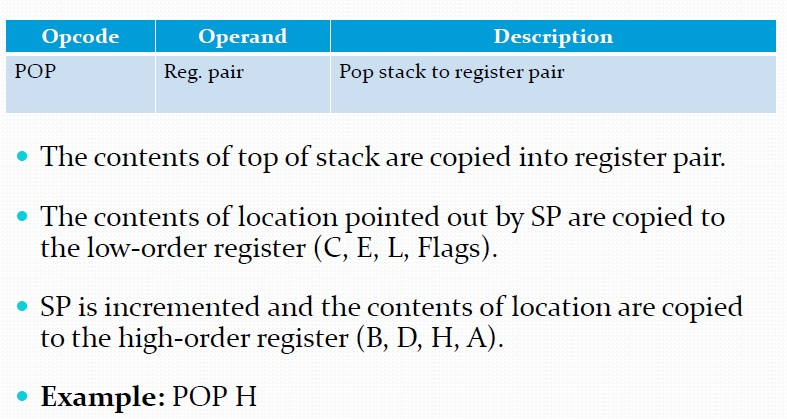 Opcode Operand Description
POP Reg. pair Pop stack to register pair
• The contents of top of stack are copied into register pair.
• The contents of location pointed out by SP are copied to
the low-order register (C, E, L, Flags).
• SP is incremented and the contents of location are copied
to the high-order register (B, D, H, A).
• Example: POP H